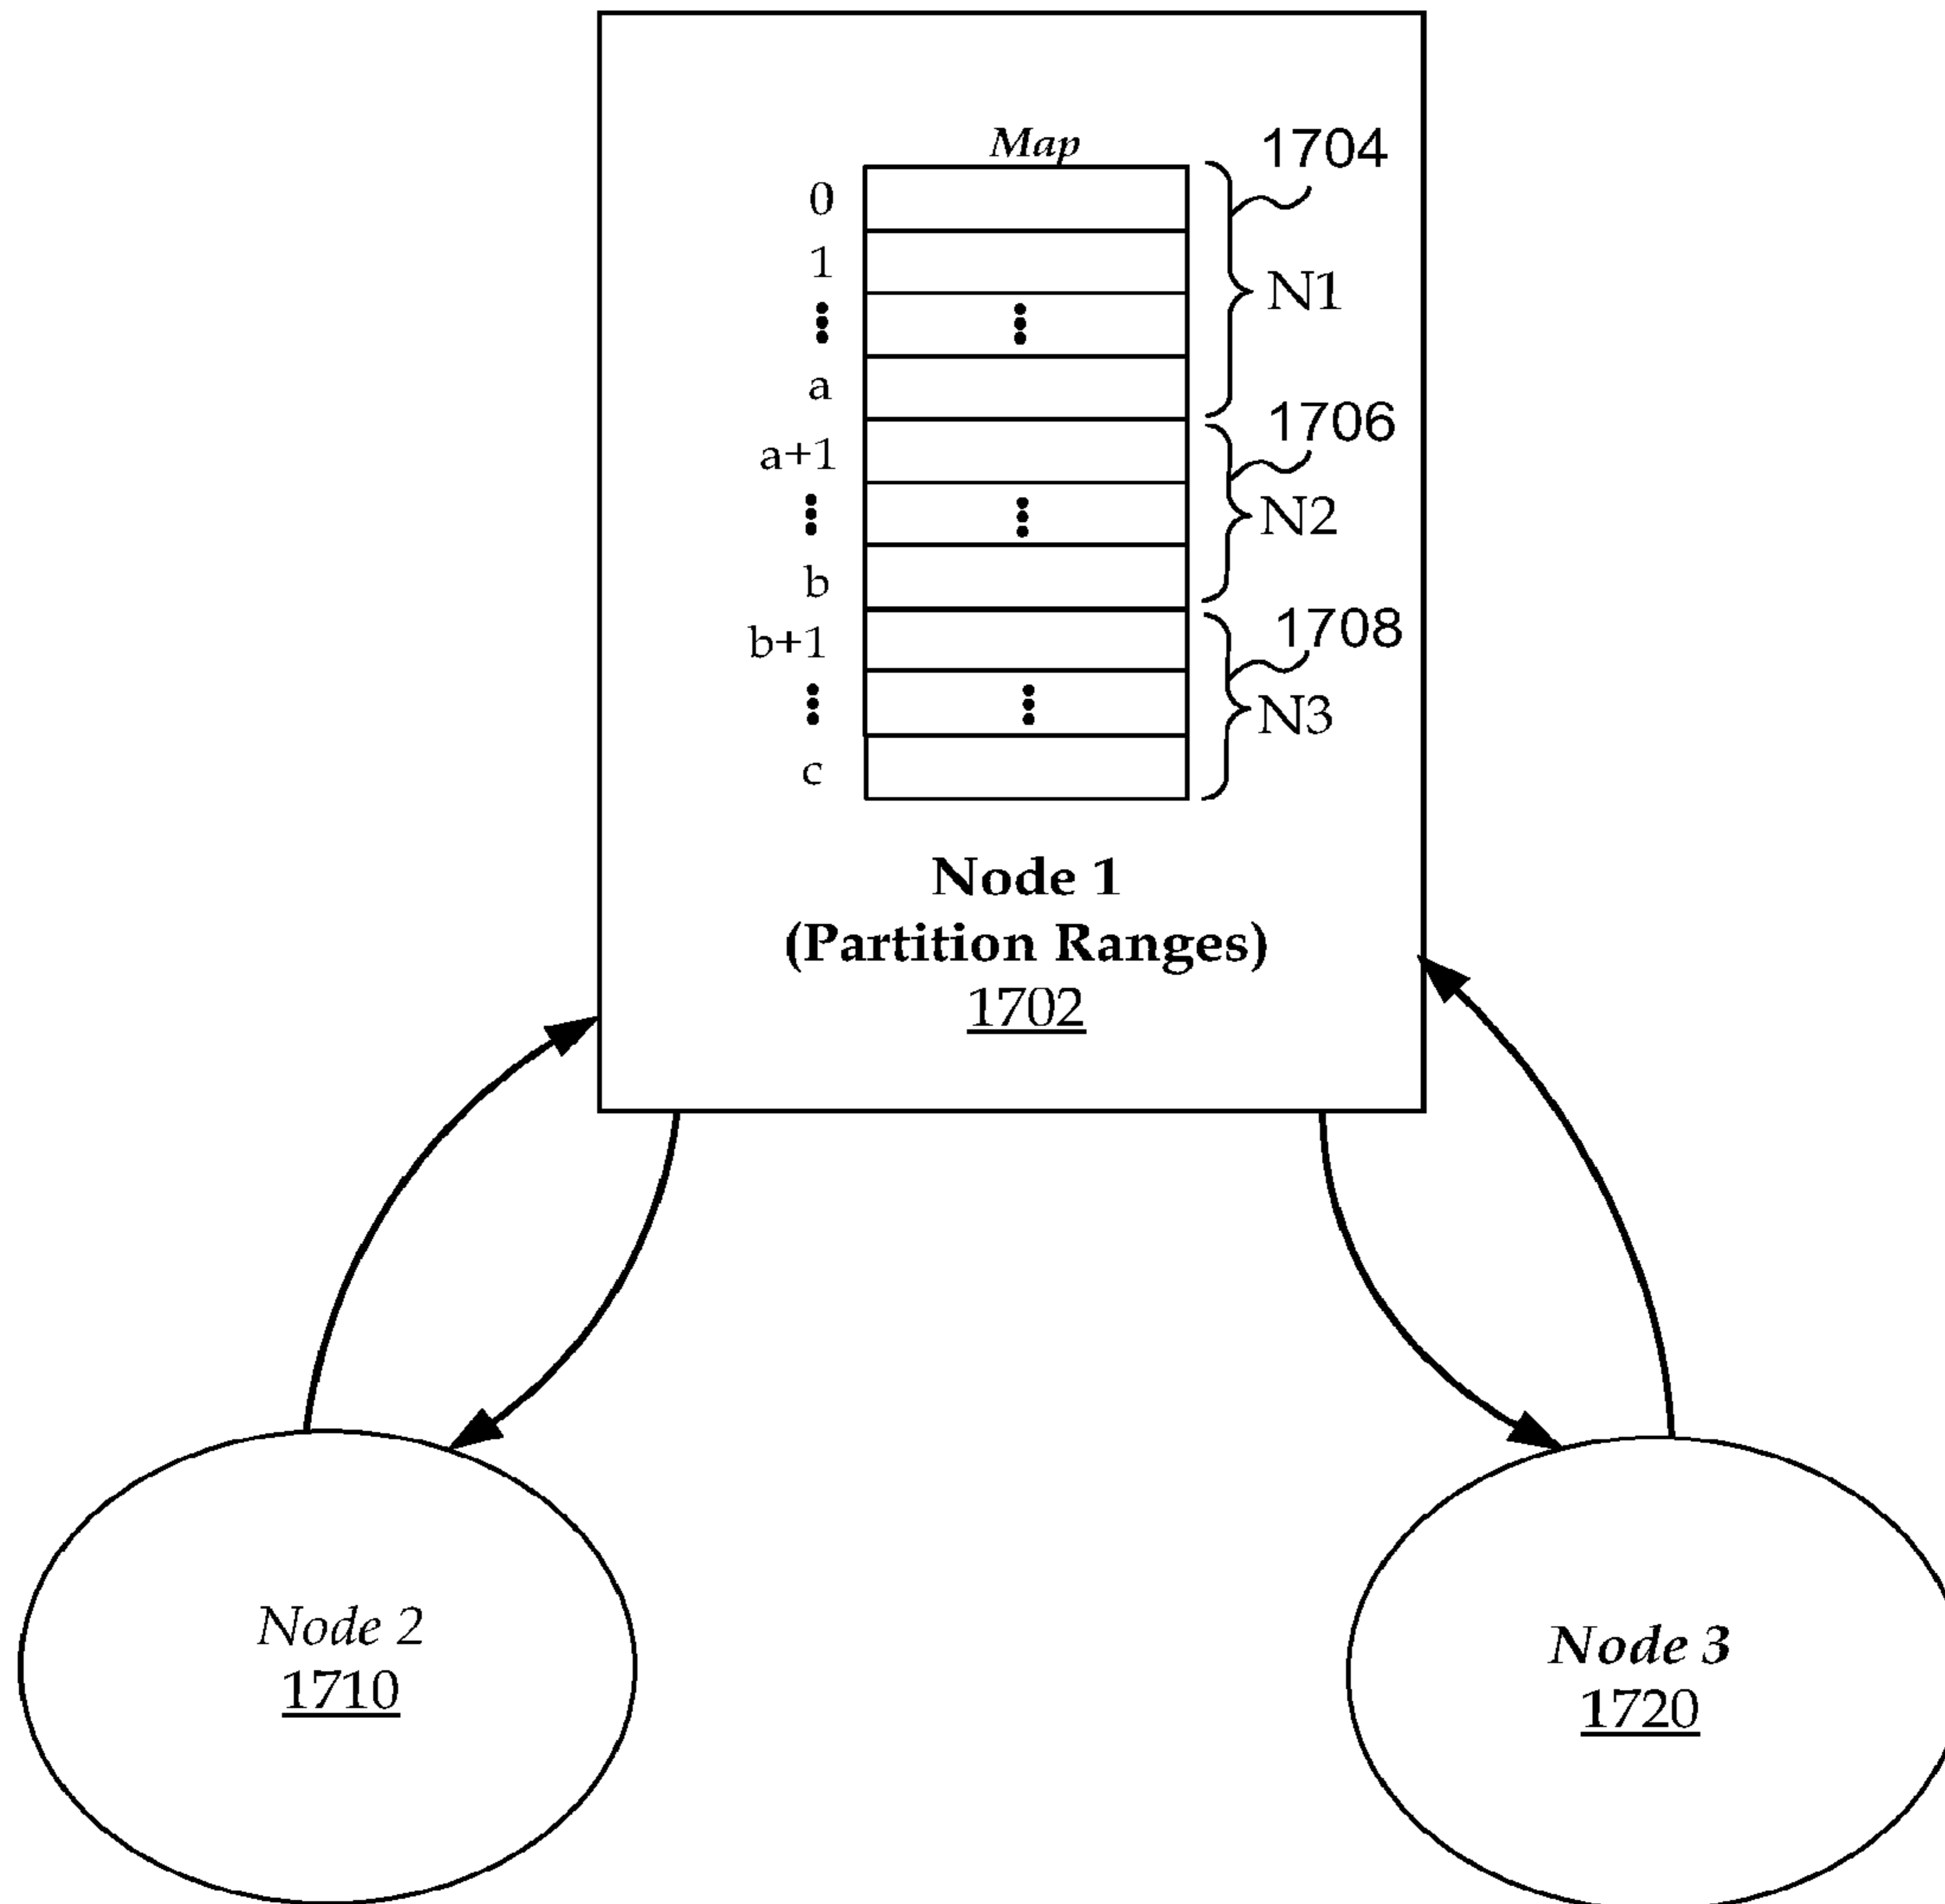 Map
1704
0
1
N1
a
1706
a+1
N2
b
1708
b+1
N3
c
Node 1
(Partition Ranges)
1702
Node 2
1710
Node 3
1720